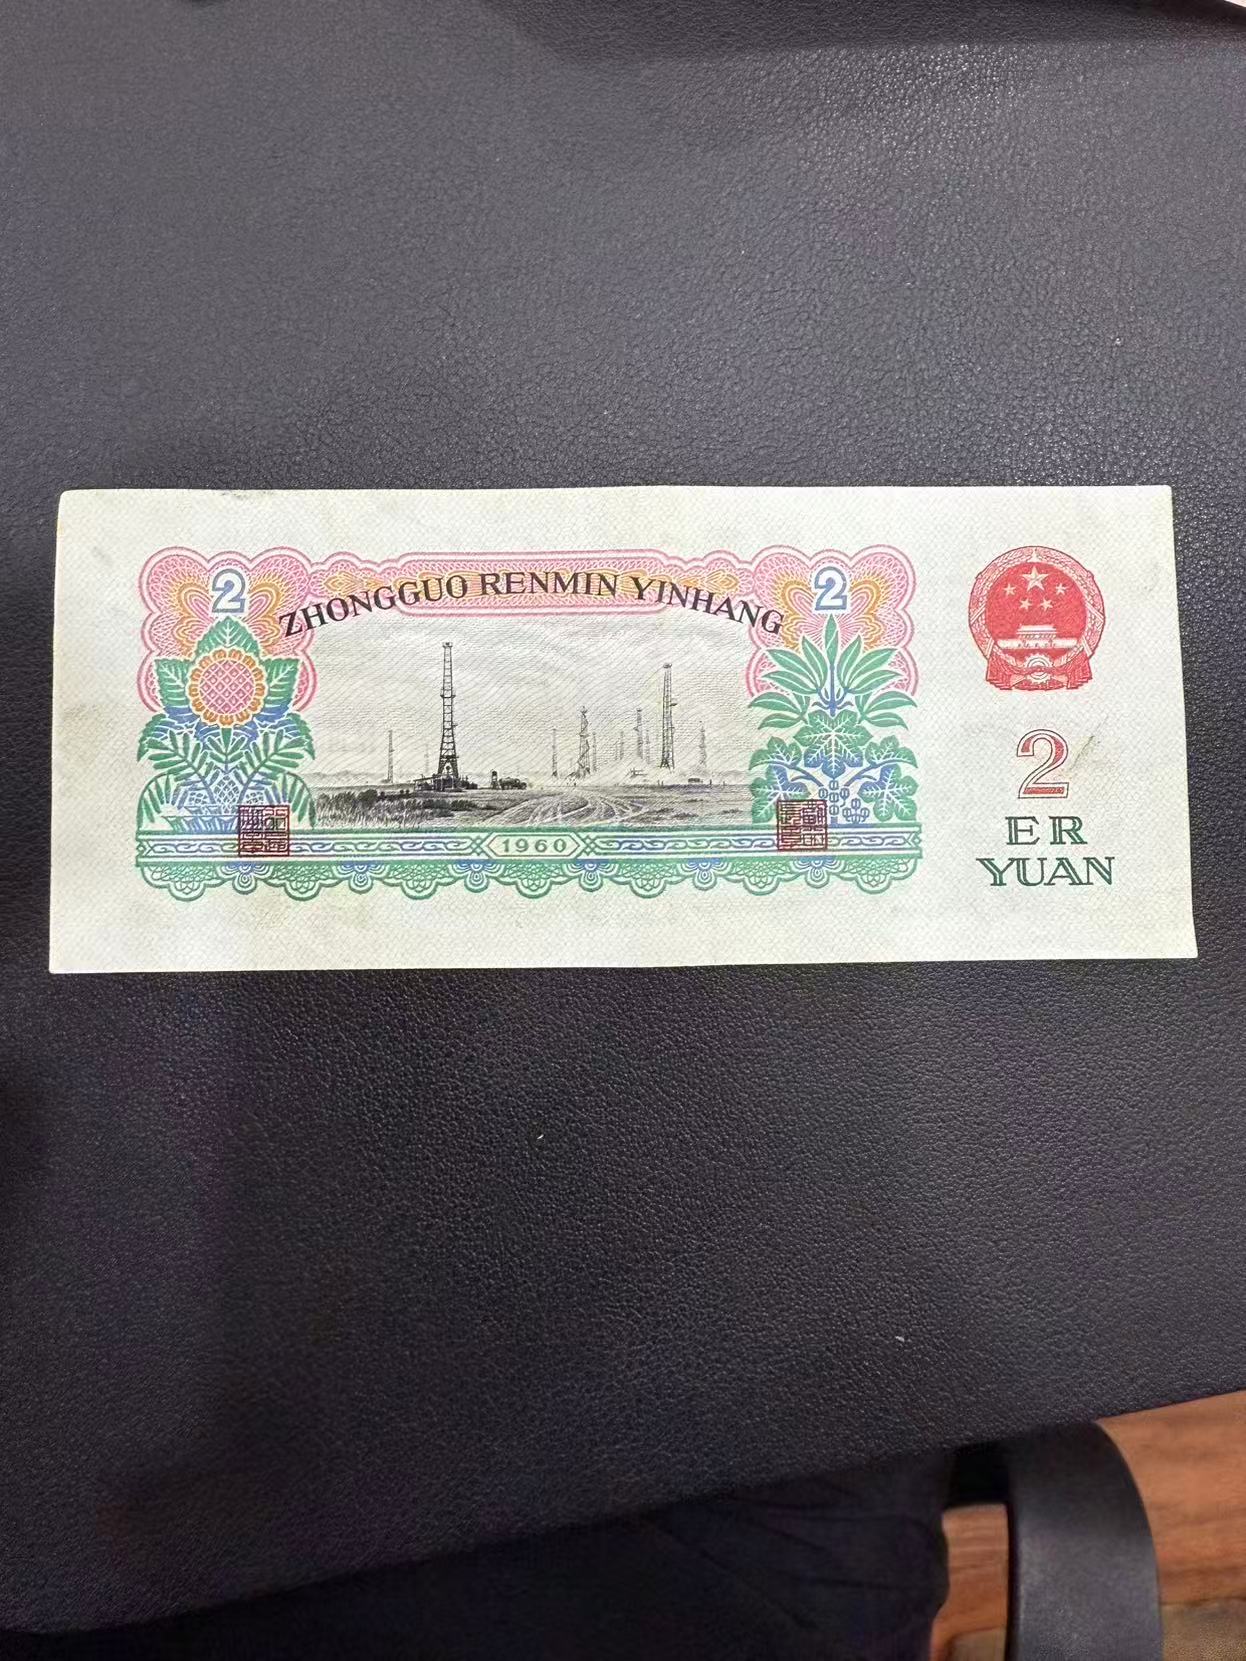 2
2
ZHONGGUO RENMIN YINHANG
2
ER
YUAN
1960